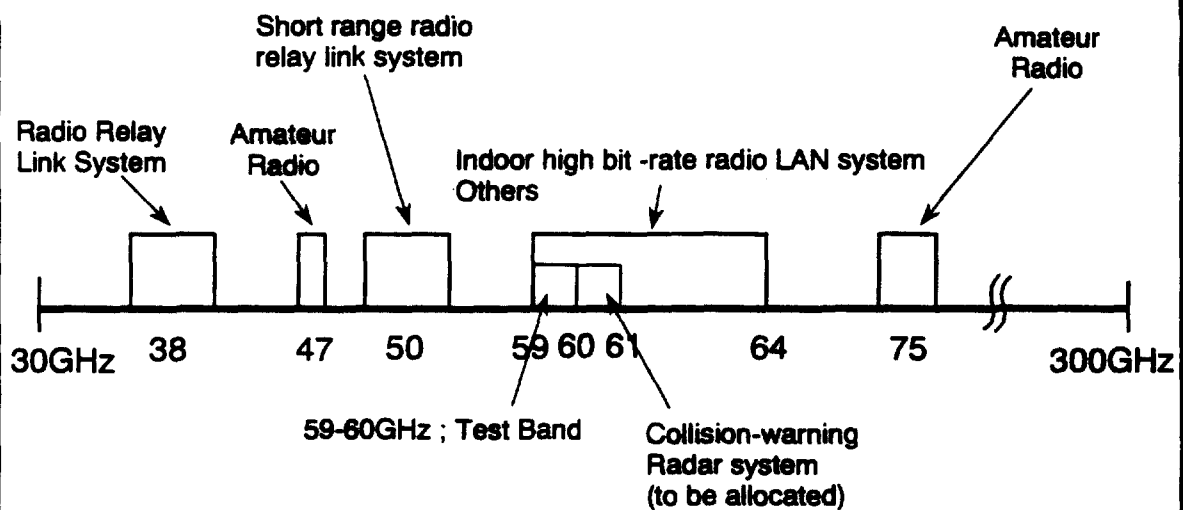 Short range radio
relay link system
Amateur
Radio
Radio Relay
Link System
Amateur
Radio
Indoor high bit -rate radio LAN system
Others
30GHz
38
47
50
59
60
61
64
75
300GHz
59-60GHz ; Test Band
Collision-warning
Radar system
(to be allocated)